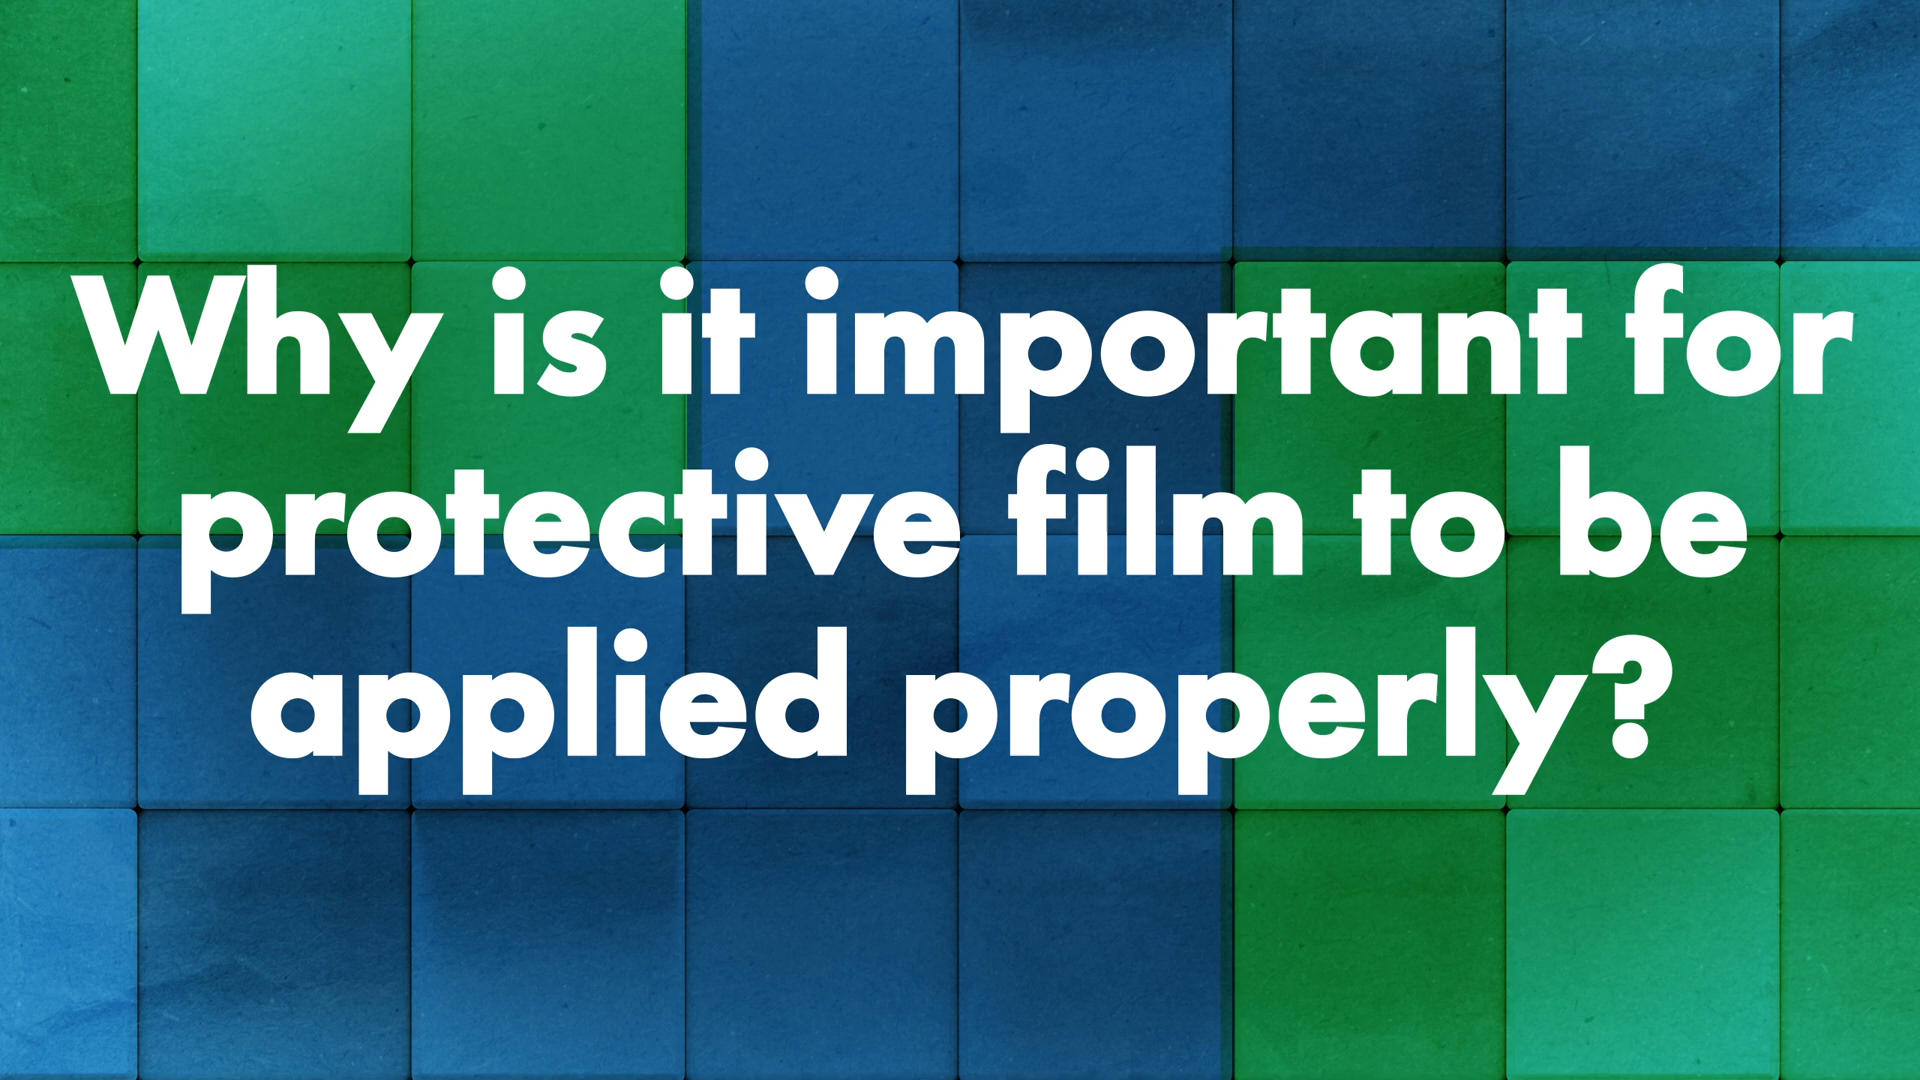 Why is it important for
protective film to be
applied properly?